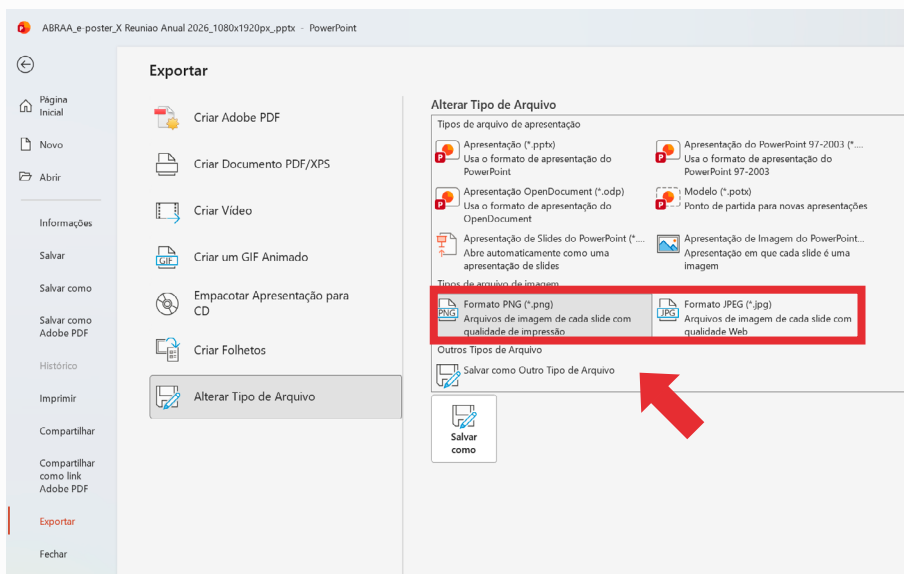 ABRAA_e-poster_X Reuniao Anual 2026_1080x1920px_.pptx - PowerPoint
Exportar
Página
Inicial
Novo
Abrir
Informações
Salvar
Salvar como
Salvar como
Adobe PDF
Histórico
Imprimir
Compartilhar
Compartilhar
como link
Adobe PDF
Exportar
Fechar
Criar Adobe PDF
Criar Documento PDF/XPS
Criar Vídeo
GIF
Criar um GIF Animado
Empacotar Apresentação para
CD
Criar Folhetos
Alterar Tipo de Arquivo
Alterar Tipo de Arquivo
Tipos de arquivo de apresentação
Apresentação (*.pptx)
Usa o formato de apresentação do
PowerPoint
Apresentação do PowerPoint 97-2003 (*....
Usa o formato de apresentação do
PowerPoint 97-2003
Apresentação OpenDocument (*.odp)
Usa o formato de apresentação do
OpenDocument
Modelo (*.potx)
Ponto de partida para novas apresentações
Apresentação de Slides do PowerPoint (*....
Abre automaticamente como uma
apresentação de slides
Apresentação de Imagem do PowerPoint...
Apresentação em que cada slide é uma
imagem
Tipos de arquivo de imagem
PNG
Formato PNG (*.png)
Arquivos de imagem de cada slide com
qualidade de impressão
JPG
Formato JPEG (*.jpg)
Arquivos de imagem de cada slide com
qualidade Web
Outros Tipos de Arquivo
Salvar como Outro Tipo de Arquivo
Salvar
como